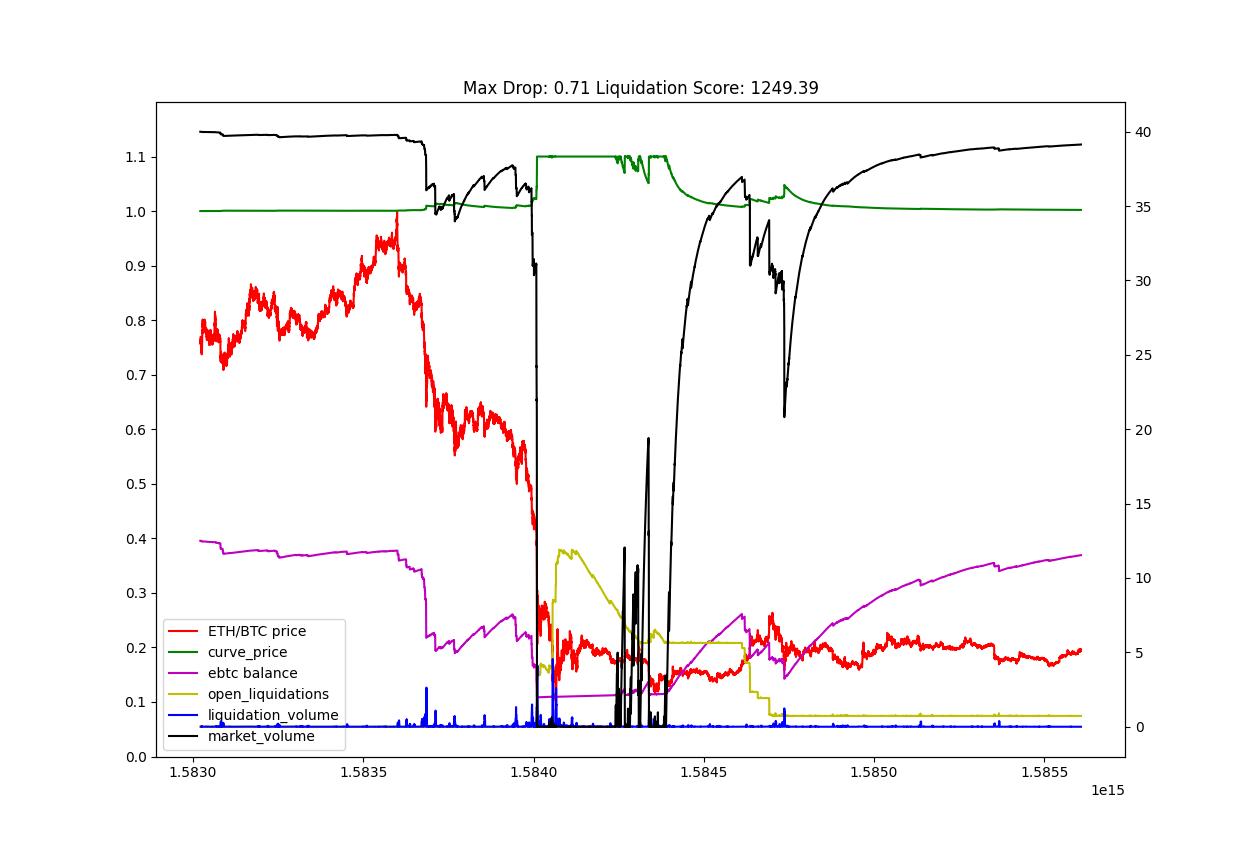 Max Drop: 0.71 Liquidation Score: 1249.39
1.1
1.0
0.9
0.8
0.7
0.6
0.5
0.4
0.3
0.2
0.1
0.0
40
35
30
25
20
15
10
5
0
ETH/BTC price
curve_price
ebtc balance
open_liquidations
liquidation_volume
market_volume
1.5830 1.5835 1.5840 1.5845 1.5850 1.5855
1e15